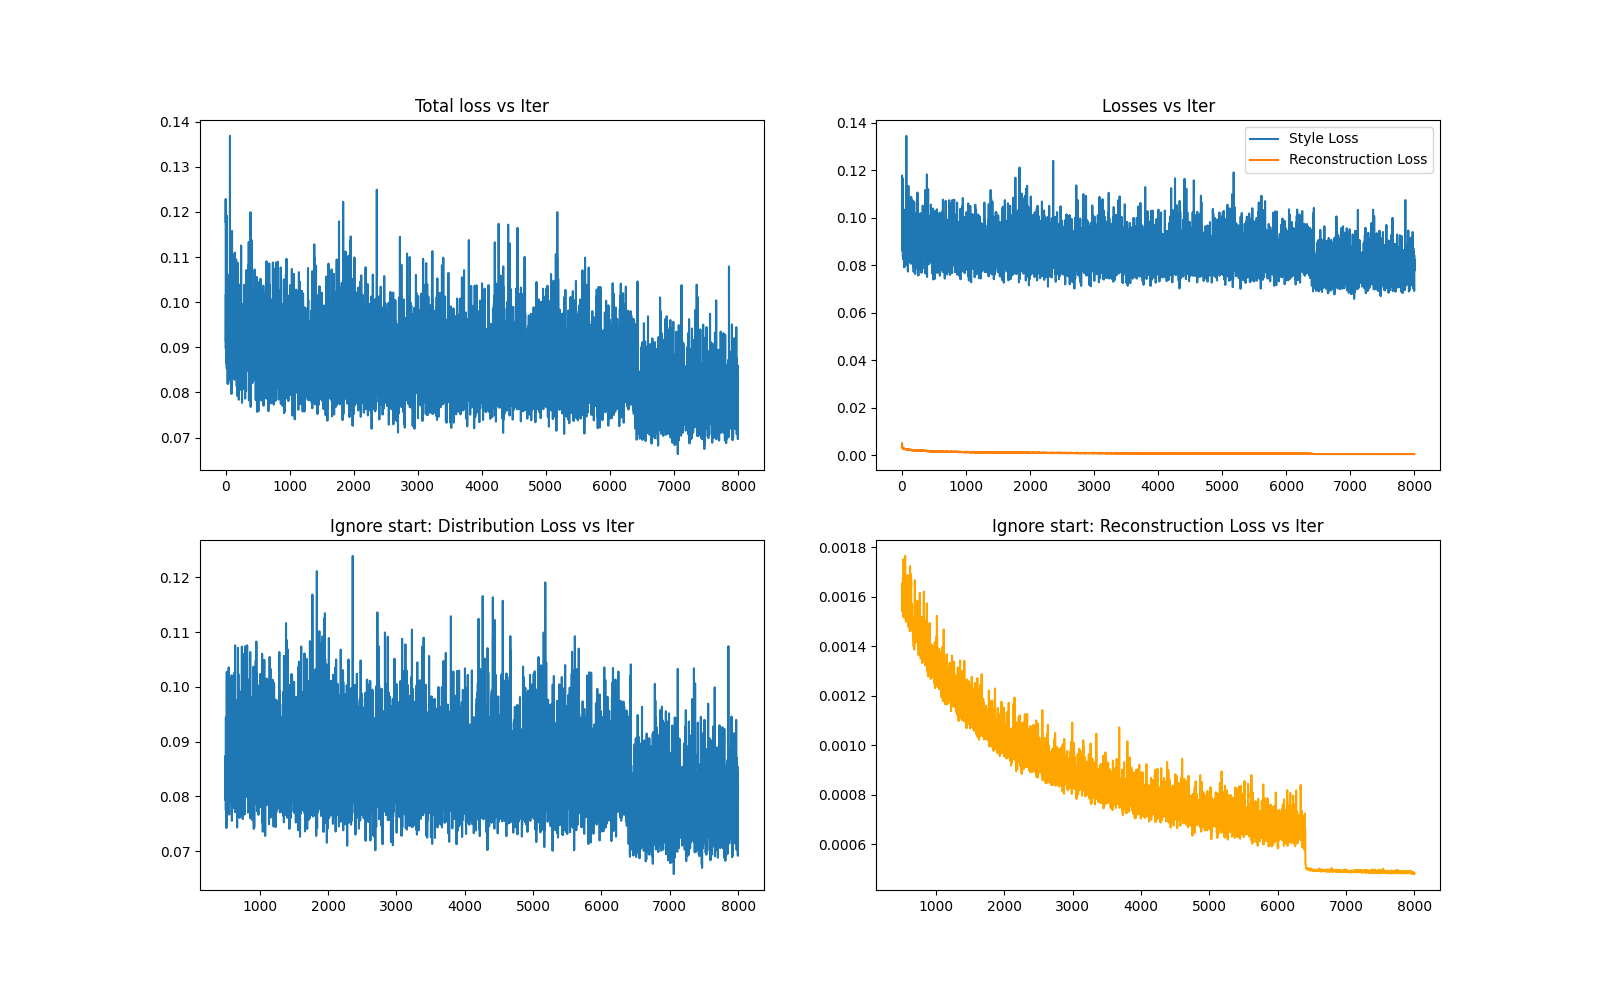 Total loss vs Iter
0.14
0.13
0.12
0.11
0.10
0.09
0.08
0.07
0 1000 2000 3000 4000 5000 6000 7000 8000
Losses vs Iter
Style Loss
Reconstruction Loss
0.14
0.12
0.10
0.08
0.06
0.04
0.02
0.00
0 1000 2000 3000 4000 5000 6000 7000 8000
Ignore start: Distribution Loss vs Iter
0.12
0.11
0.10
0.09
0.08
0.07
1000 2000 3000 4000 5000 6000 7000 8000
Ignore start: Reconstruction Loss vs Iter
0.0018
0.0016
0.0014
0.0012
0.0010
0.0008
0.0006
1000 2000 3000 4000 5000 6000 7000 8000